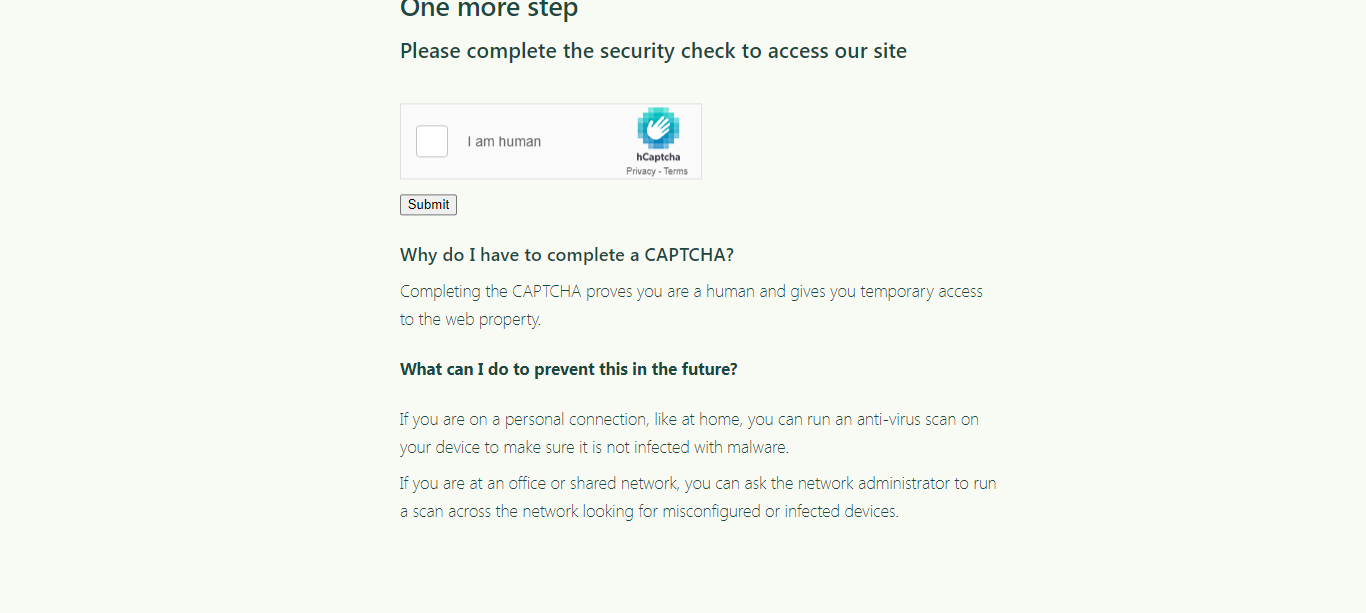 One more step
Please complete the security check to access our site
I am human
hCaptcha
Privacy - Terms
Submit
Why do I have to complete a CAPTCHA?
Completing the CAPTCHA proves you are a human and gives you temporary access
to the web property.
What can I do to prevent this in the future?
If you are on a personal connection, like at home, you can run an anti-virus scan on
your device to make sure it is not infected with malware.
If you are at an office or shared network, you can ask the network administrator to run
a scan across the network looking for misconfigured or infected devices.